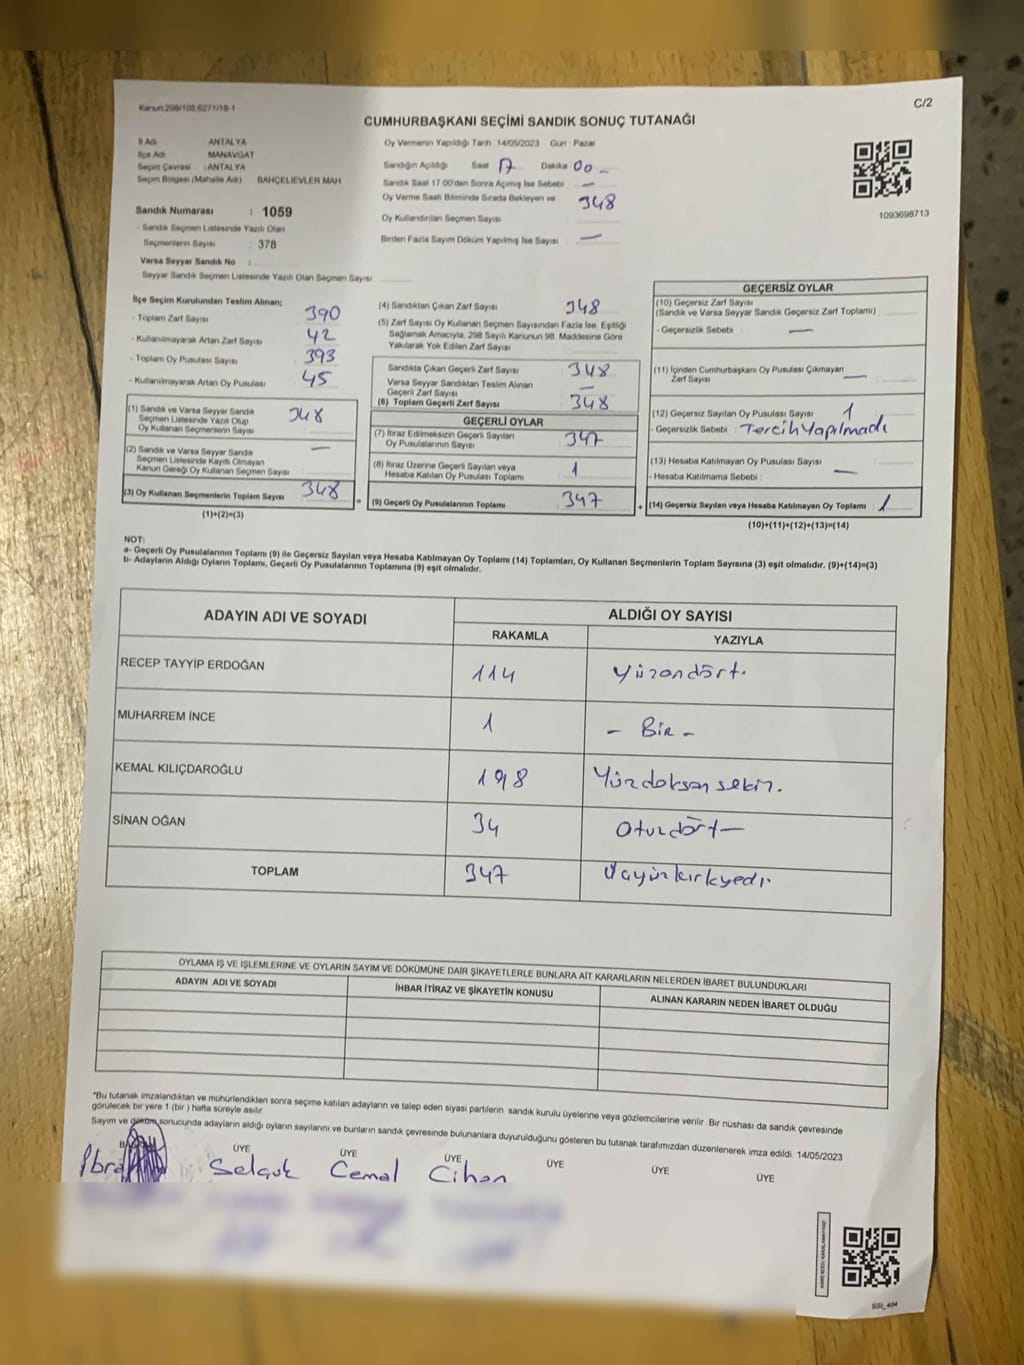 Kanun:298/105,6271/18-1
C/2
CUMHURBAŞKANI SEÇİMİ SANDIK SONUÇ TUTANAĞI
İl Adı ANTALYA
İlçe Adı MANAVGAT
Seçim Çevresi : ANTALYA
Seçim Bölgesi (Mahalle Adı) BAHÇELİEVLER MAH
Sandık Numarası : 1059
- Sandık Seçmen Listesinde Yazılı Olan
Seçmenlerin Sayısı : 378
Varsa Seyyar Sandık No :
- Seyyar Sandık Seçmen Listesinde Yazılı Olan Seçmen Sayısı :
Oy Vermenin Yapıldığı Tarih 14/05/2023 Gün : Pazar
Sandığın Açıldığı Saat 17 Dakika 00 -
Sandık Saat 17:00'den Sonra Açımış İse Sebebi : -
Oy Verme Saati Bitiminde Sırada Bekleyen ve 348
Oy Kullandırılan Seçmen Sayısı
Birden Fazla Sayım Döküm Yapılmış İse Sayısı : -
1093698713
İlçe Seçim Kurulundan Teslim Alınan;
- Toplam Zarf Sayısı : 390
- Kullanılmayarak Artan Zarf Sayısı : 42
- Toplam Oy Pusulası Sayısı : 393
- Kullanılmayarak Artan Oy Pusulası : 45
(1) Sandık ve Varsa Seyyar Sandık 348
Seçmen Listesinde Yazılı Olup
Oy Kullanan Seçmenlerin Sayısı :
(2) Sandık ve Varsa Seyyar Sandık -
Seçmen Listesinde Kayıtlı Olmayan
Kanun Gereği Oy Kullanan Seçmen Sayısı :
(3) Oy Kullanan Seçmenlerin Toplam Sayısı : 348
(1)+(2)=(3)
(4) Sandıktan Çıkan Zarf Sayısı : 348
(5) Zarf Sayısı Oy Kullanan Seçmen Sayısından Fazla İse, Eşitliği
Sağlamak Amacıyla, 298 Sayılı Kanunun 98. Maddesine Göre
Yakılarak Yok Edilen Zarf Sayısı
Sandıkta Çıkan Geçerli Zarf Sayısı : 348
Varsa Seyyar Sandıktan Teslim Alınan -
Geçerli Zarf Sayısı
(6) Toplam Geçerli Zarf Sayısı : 348
GEÇERLİ OYLAR
(7) İtiraz Edilmeksizin Geçerli Sayılan 347
Oy Pusulalarının Sayısı
(8) İtiraz Üzerine Geçerli Sayılan veya 1
Hesaba Katılan Oy Pusulası Toplamı
(9) Geçerli Oy Pusulalarının Toplamı : 347
GEÇERSİZ OYLAR
(10) Geçersiz Zarf Sayısı
(Sandık ve Varsa Seyyar Sandık Geçersiz Zarf Toplamı) :
- Geçersizlik Sebebi : -
(11) İçinden Cumhurbaşkanı Oy Pusulası Çıkmayan -
Zarf Sayısı
(12) Geçersiz Sayılan Oy Pusulası Sayısı : 1
- Geçersizlik Sebebi : Tercih Yapılmadı
(13) Hesaba Katılmayan Oy Pusulası Sayısı : -
- Hesaba Katılmama Sebebi :
(14) Geçersiz Sayılan veya Hesaba Katılmayan Oy Toplamı : 1
(10)+(11)+(12)+(13)=(14)
NOT:
a- Geçerli Oy Pusulalarının Toplamı (9) ile Geçersiz Sayılan veya Hesaba Katılmayan Oy Toplamı (14) Toplamları, Oy Kullanan Seçmenlerin Toplam Sayısına (3) eşit olmalıdır. (9)+(14)=(3)
b- Adayların Aldığı Oyların Toplamı, Geçerli Oy Pusulalarının Toplamına (9) eşit olmalıdır.
ADAYIN ADI VE SOYADI
ALDIĞI OY SAYISI
RAKAMLA YAZIYLA
RECEP TAYYİP ERDOĞAN 114 Yüzondört.
MUHARREM İNCE 1 - Bir -
KEMAL KILIÇDAROĞLU 198 Yüzdoksan sekiz.
SİNAN OĞAN 34 Otuzdört-
TOPLAM 347 Üçyüzkırkyedi
OYLAMA İŞ VE İŞLEMLERİNE VE OYLARIN SAYIM VE DÖKÜMÜNE DAİR ŞİKAYETLERLE BUNLARA AİT KARARLARIN NELERDEN İBARET BULUNDUKLARI
ADAYIN ADI VE SOYADI İHBAR İTİRAZ VE ŞİKAYETİN KONUSU ALINAN KARARIN NEDEN İBARET OLDUĞU
*Bu tutanak imzalandıktan ve mühürlendikten sonra seçime katılan adayların ve talep eden siyasi partilerin sandık kurulu üyelerine veya gözlemcilerine verilir. Bir nüshası da sandık çevresinde
görülecek bir yere 1 (bir ) hafta süreyle asılır.
Sayım ve döküm sonucunda adayların aldığı oyların sayılarını ve bunların sandık çevresinde bulunanlara duyurulduğunu gösteren bu tutanak tarafımızdan düzenlenerek imza edildi. 14/05/2023
ÜYE ÜYE ÜYE ÜYE ÜYE ÜYE
Selçuk Cemal Cihan
SSI_404